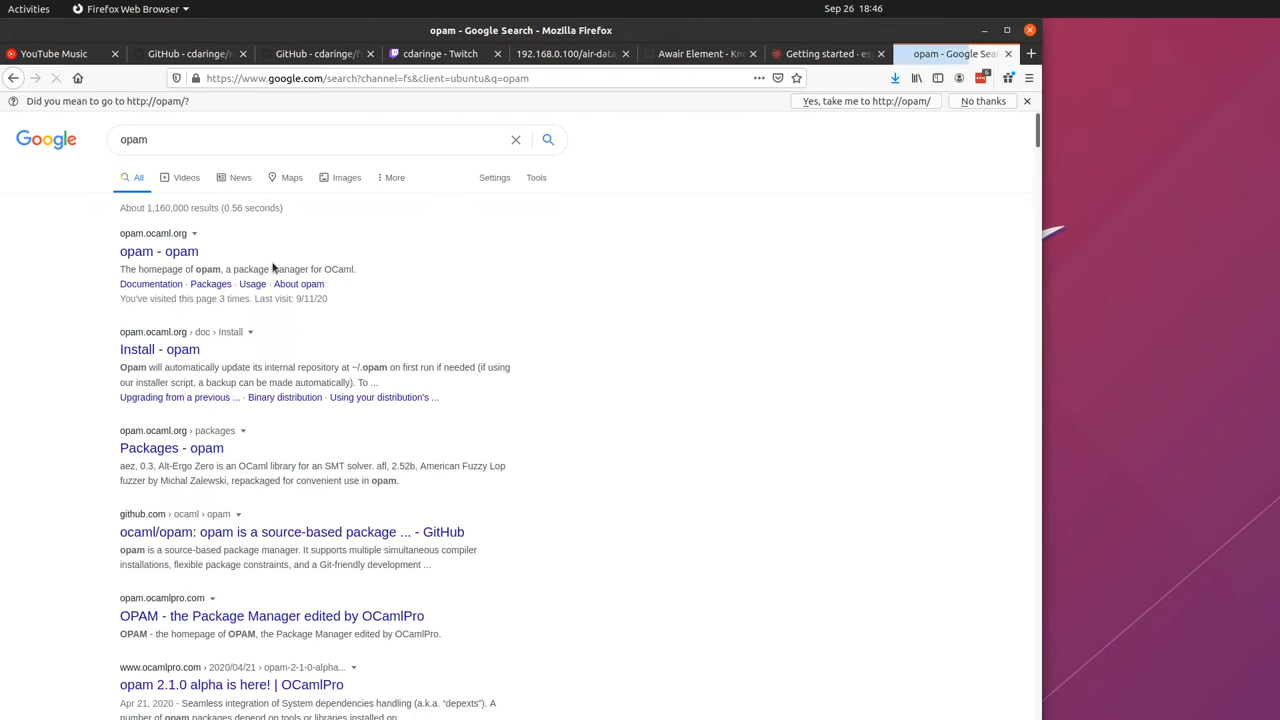 Activities Firefox Web Browser Sep 26 18:46
opam - Google Search - Mozilla Firefox
YouTube Music GitHub - cdaringe/r GitHub - cdaringe/f cdaringe - Twitch 192.168.0.100/air-data. Awair Element - Kn Getting started - es opam - Google Sear
https://www.google.com/search?channel=fs&client=ubuntu&q=opam 6
Did you mean to go to http://opam/? Yes, take me to http://opam/ No thanks
Google opam
All Videos News Maps Images More Settings Tools
About 1,160,000 results (0.56 seconds)
opam.ocaml.org
opam - opam
The homepage of opam, a package manager for OCaml.
Documentation · Packages · Usage · About opam
You've visited this page 3 times. Last visit: 9/11/20
opam.ocaml.org › doc › Install
Install - opam
Opam will automatically update its internal repository at ~/.opam on first run if needed (if using
our installer script, a backup can be made automatically). To ...
Upgrading from a previous ... · Binary distribution · Using your distribution's ...
opam.ocaml.org › packages
Packages - opam
aez, 0.3, Alt-Ergo Zero is an OCaml library for an SMT solver. afl, 2.52b, American Fuzzy Lop
fuzzer by Michal Zalewski, repackaged for convenient use in opam.
github.com › ocaml › opam
ocaml/opam: opam is a source-based package ... - GitHub
opam is a source-based package manager. It supports multiple simultaneous compiler
installations, flexible package constraints, and a Git-friendly development ...
opam.ocamlpro.com
OPAM - the Package Manager edited by OCamlPro
OPAM - the homepage of OPAM, the Package Manager edited by OCamlPro.
www.ocamlpro.com › 2020/04/21 › opam-2-1-0-alpha...
opam 2.1.0 alpha is here! | OCamlPro
Apr 21, 2020 - Seamless integration of System dependencies handling (a.k.a. "depexts"). A
number of opam packages depend on tools or libraries installed on